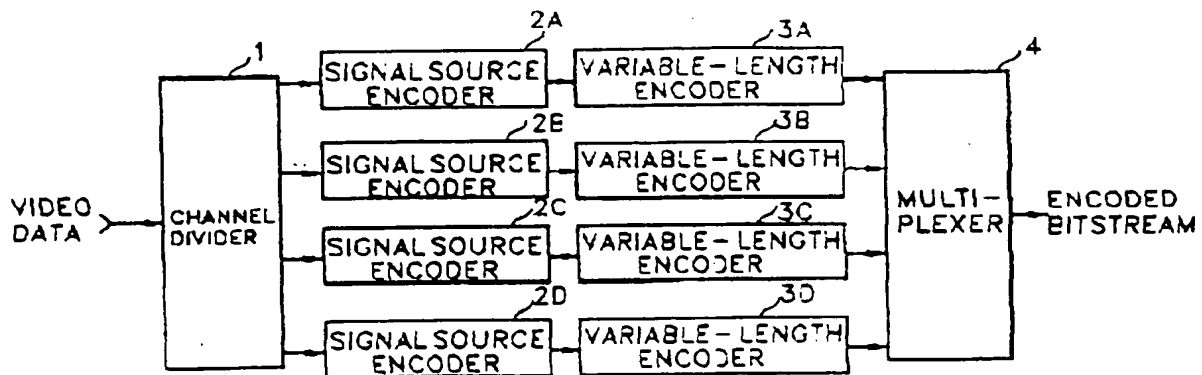 2A
3A
1
4
SIGNAL SOURCE
ENCODER
VARIABLE-LENGTH
ENCODER
2B
3B
SIGNAL SOURCE
ENCODER
VARIABLE-LENGTH
ENCODER
VIDEO
DATA
CHANNEL
DIVIDER
2C
3C
MULTI-
PLEXER
ENCODED
BITSTREAM
SIGNAL SOURCE
ENCODER
VARIABLE-LENGTH
ENCODER
2D
3D
SIGNAL SOURCE
ENCODER
VARIABLE-LENGTH
ENCODER